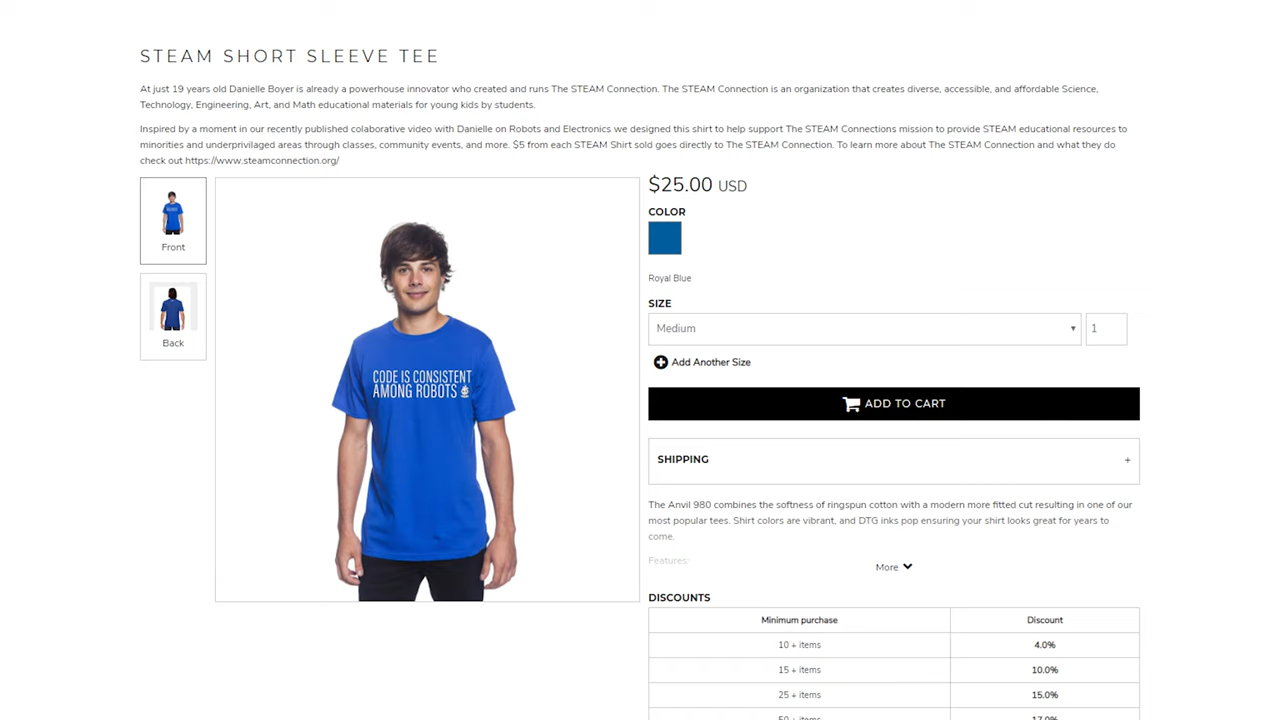 STEAM SHORT SLEEVE TEE
At just 19 years old Danielle Boyer is already a powerhouse innovator who created and runs The STEAM Connection. The STEAM Connection is an organization that creates diverse, accessible, and affordable Science,
Technology, Engineering, Art, and Math educational materials for young kids by students.
Inspired by a moment in our recently published colaborative video with Danielle on Robots and Electronics we designed this shirt to help support The STEAM Connections mission to provide STEAM educational resources to
minorities and underprivilaged areas through classes, community events, and more. $5 from each STEAM Shirt sold goes directly to The STEAM Connection. To learn more about The STEAM Connection and what they do
check out https://www.steamconnection.org/
Front
Back
CODE IS CONSISTENT
AMONG ROBOTS
$25.00 USD
COLOR
Royal Blue
SIZE
Medium 1
Add Another Size
ADD TO CART
SHIPPING +
The Anvil 980 combines the softness of ringspun cotton with a modern more fitted cut resulting in one of our
most popular tees. Shirt colors are vibrant, and DTG inks pop ensuring your shirt looks great for years to
come.
Features:
More
DISCOUNTS
Minimum purchase Discount
10 + items 4.0%
15 + items 10.0%
25 + items 15.0%
50 + items 17.0%